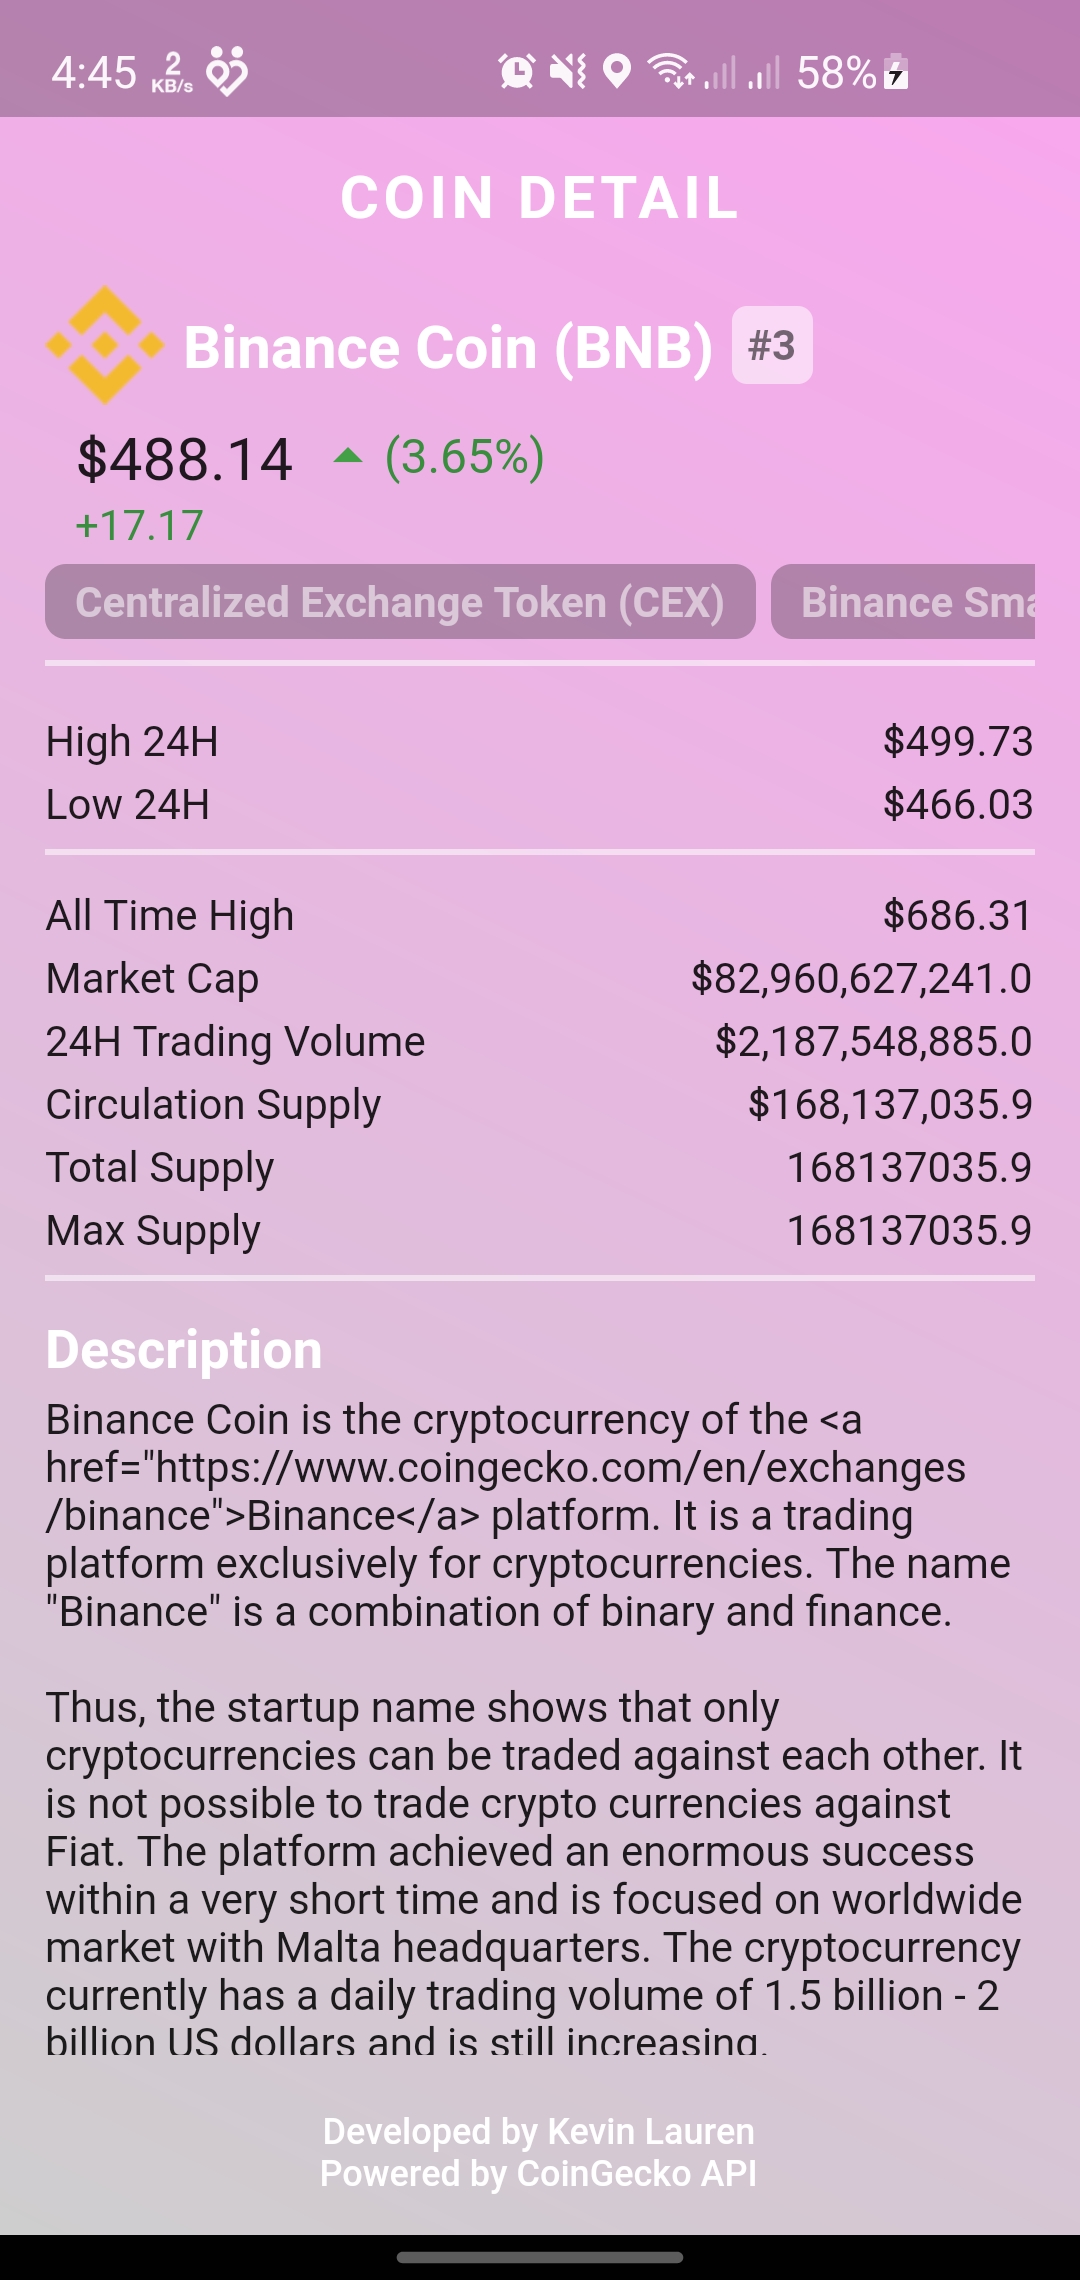 4:45 2 KB/s 58%
COIN DETAIL
Binance Coin (BNB) #3
$488.14 (3.65%)
+17.17
Centralized Exchange Token (CEX) Binance Sma
High 24H $499.73
Low 24H $466.03
All Time High $686.31
Market Cap $82,960,627,241.0
24H Trading Volume $2,187,548,885.0
Circulation Supply $168,137,035.9
Total Supply 168137035.9
Max Supply 168137035.9
Description
Binance Coin is the cryptocurrency of the <a
href="https://www.coingecko.com/en/exchanges
/binance">Binance</a> platform. It is a trading
platform exclusively for cryptocurrencies. The name
"Binance" is a combination of binary and finance.
Thus, the startup name shows that only
cryptocurrencies can be traded against each other. It
is not possible to trade crypto currencies against
Fiat. The platform achieved an enormous success
within a very short time and is focused on worldwide
market with Malta headquarters. The cryptocurrency
currently has a daily trading volume of 1.5 billion - 2
billion US dollars and is still increasing.
Developed by Kevin Lauren
Powered by CoinGecko API